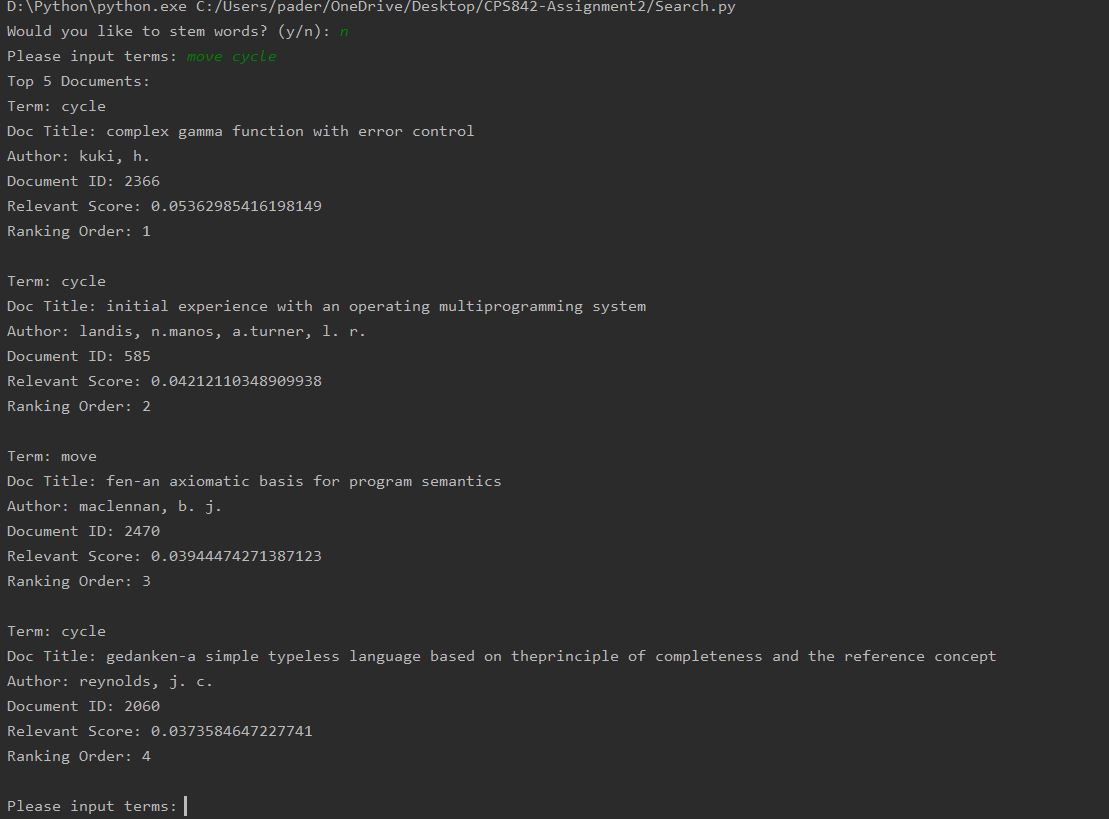 D:\Python\python.exe C:/Users/pader/OneDrive/Desktop/CPS842-Assignment2/Search.py
Would you like to stem words? (y/n): n
Please input terms: move cycle
Top 5 Documents:
Term: cycle
Doc Title: complex gamma function with error control
Author: kuki, h.
Document ID: 2366
Relevant Score: 0.05362985416198149
Ranking Order: 1
Term: cycle
Doc Title: initial experience with an operating multiprogramming system
Author: landis, n.manos, a.turner, l. r.
Document ID: 585
Relevant Score: 0.04212110348909938
Ranking Order: 2
Term: move
Doc Title: fen-an axiomatic basis for program semantics
Author: maclennan, b. j.
Document ID: 2470
Relevant Score: 0.03944474271387123
Ranking Order: 3
Term: cycle
Doc Title: gedanken-a simple typeless language based on theprinciple of completeness and the reference concept
Author: reynolds, j. c.
Document ID: 2060
Relevant Score: 0.0373584647227741
Ranking Order: 4
Please input terms: